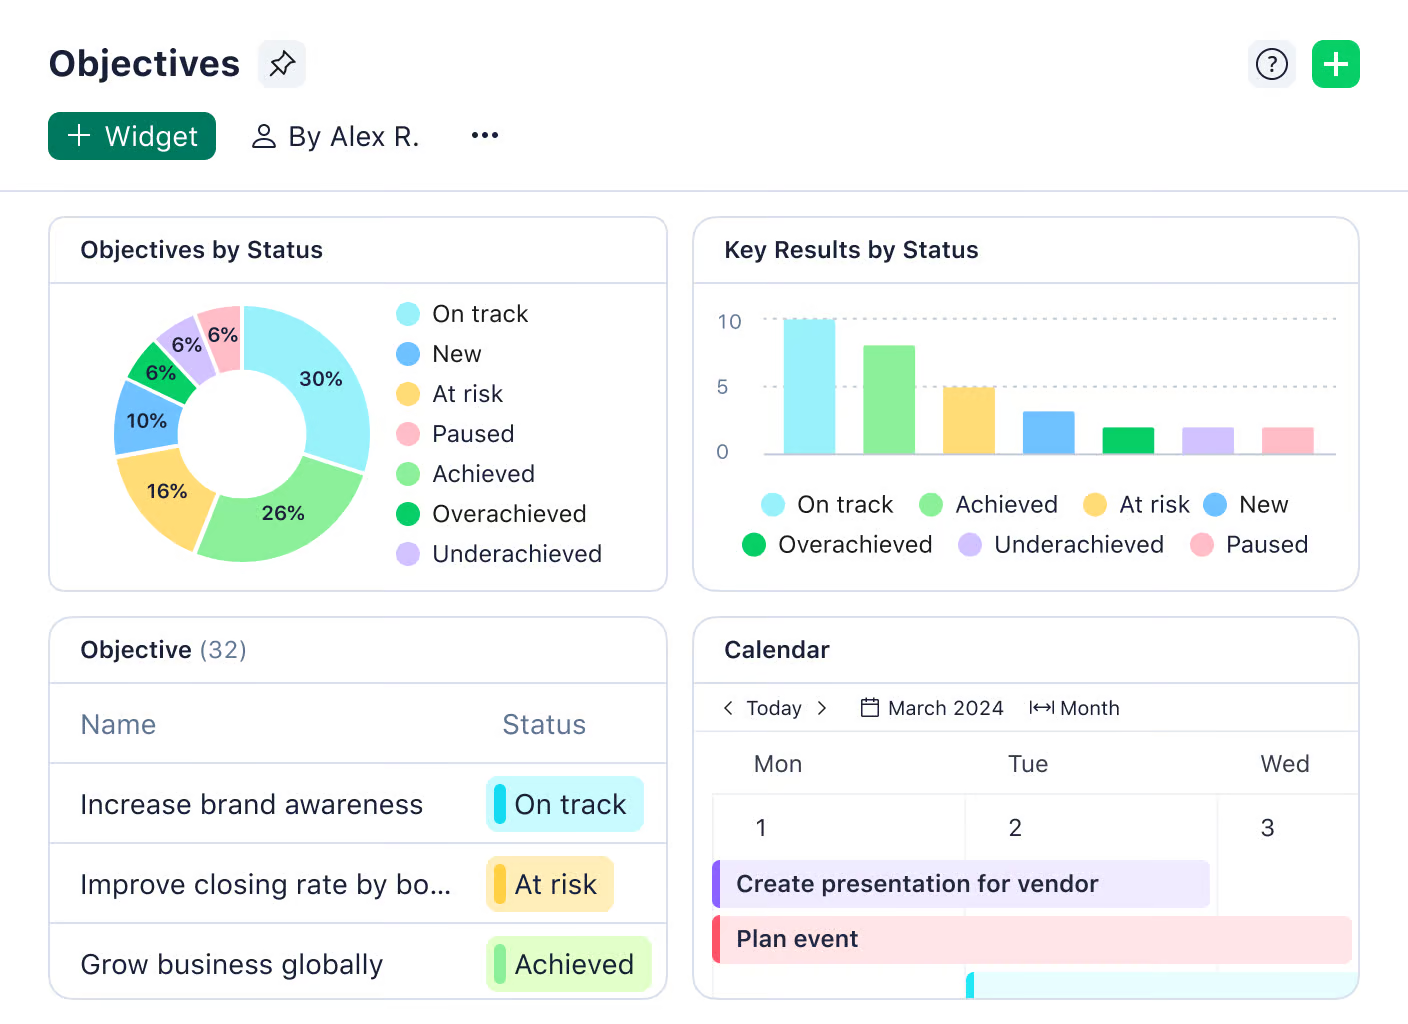 Objectives
?
+ Widget
By Alex R.
Objectives by Status
6%
6%
6%
30%
10%
16%
26%
On track
New
At risk
Paused
Achieved
Overachieved
Underachieved
Key Results by Status
10
5
0
On track Achieved At risk New
Overachieved Underachieved Paused
Objective (32)
Name Status
Increase brand awareness On track
Improve closing rate by bo... At risk
Grow business globally Achieved
Calendar
Today March 2024 Month
Mon Tue Wed
1 2 3
Create presentation for vendor
Plan event